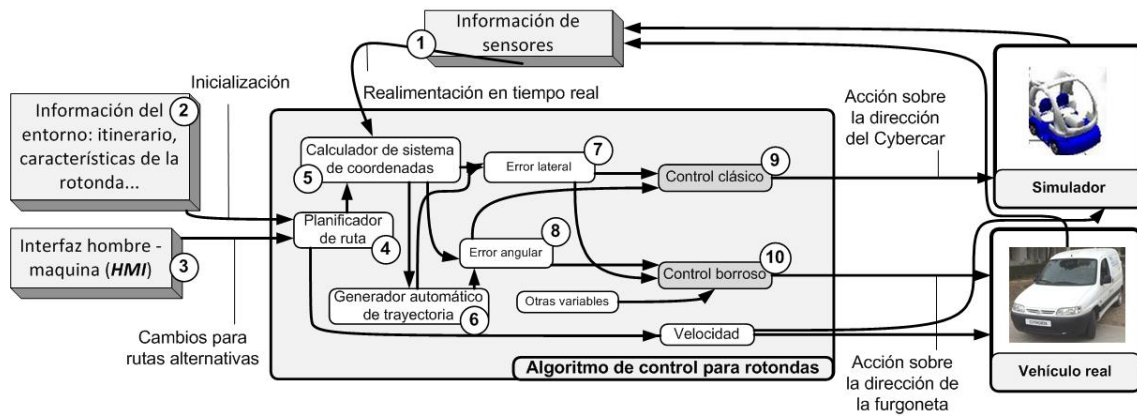 Información de
sensores
1
Inicialización
Realimentación en tiempo real
Información del
entorno: itinerario,
características de la
rotonda...
2
Interfaz hombre -
maquina (HMI)
3
Cambios para
rutas alternativas
Calculador de sistema
de coordenadas
5
Planificador
de ruta
4
Generador automático
de trayectoria
6
Error lateral
7
Error angular
8
Otras variables
Control clásico
9
Control borroso
10
Velocidad
Algoritmo de control para rotondas
Acción sobre
la dirección
del Cybercar
Simulador
Acción sobre
la dirección de
la furgoneta
Vehículo real